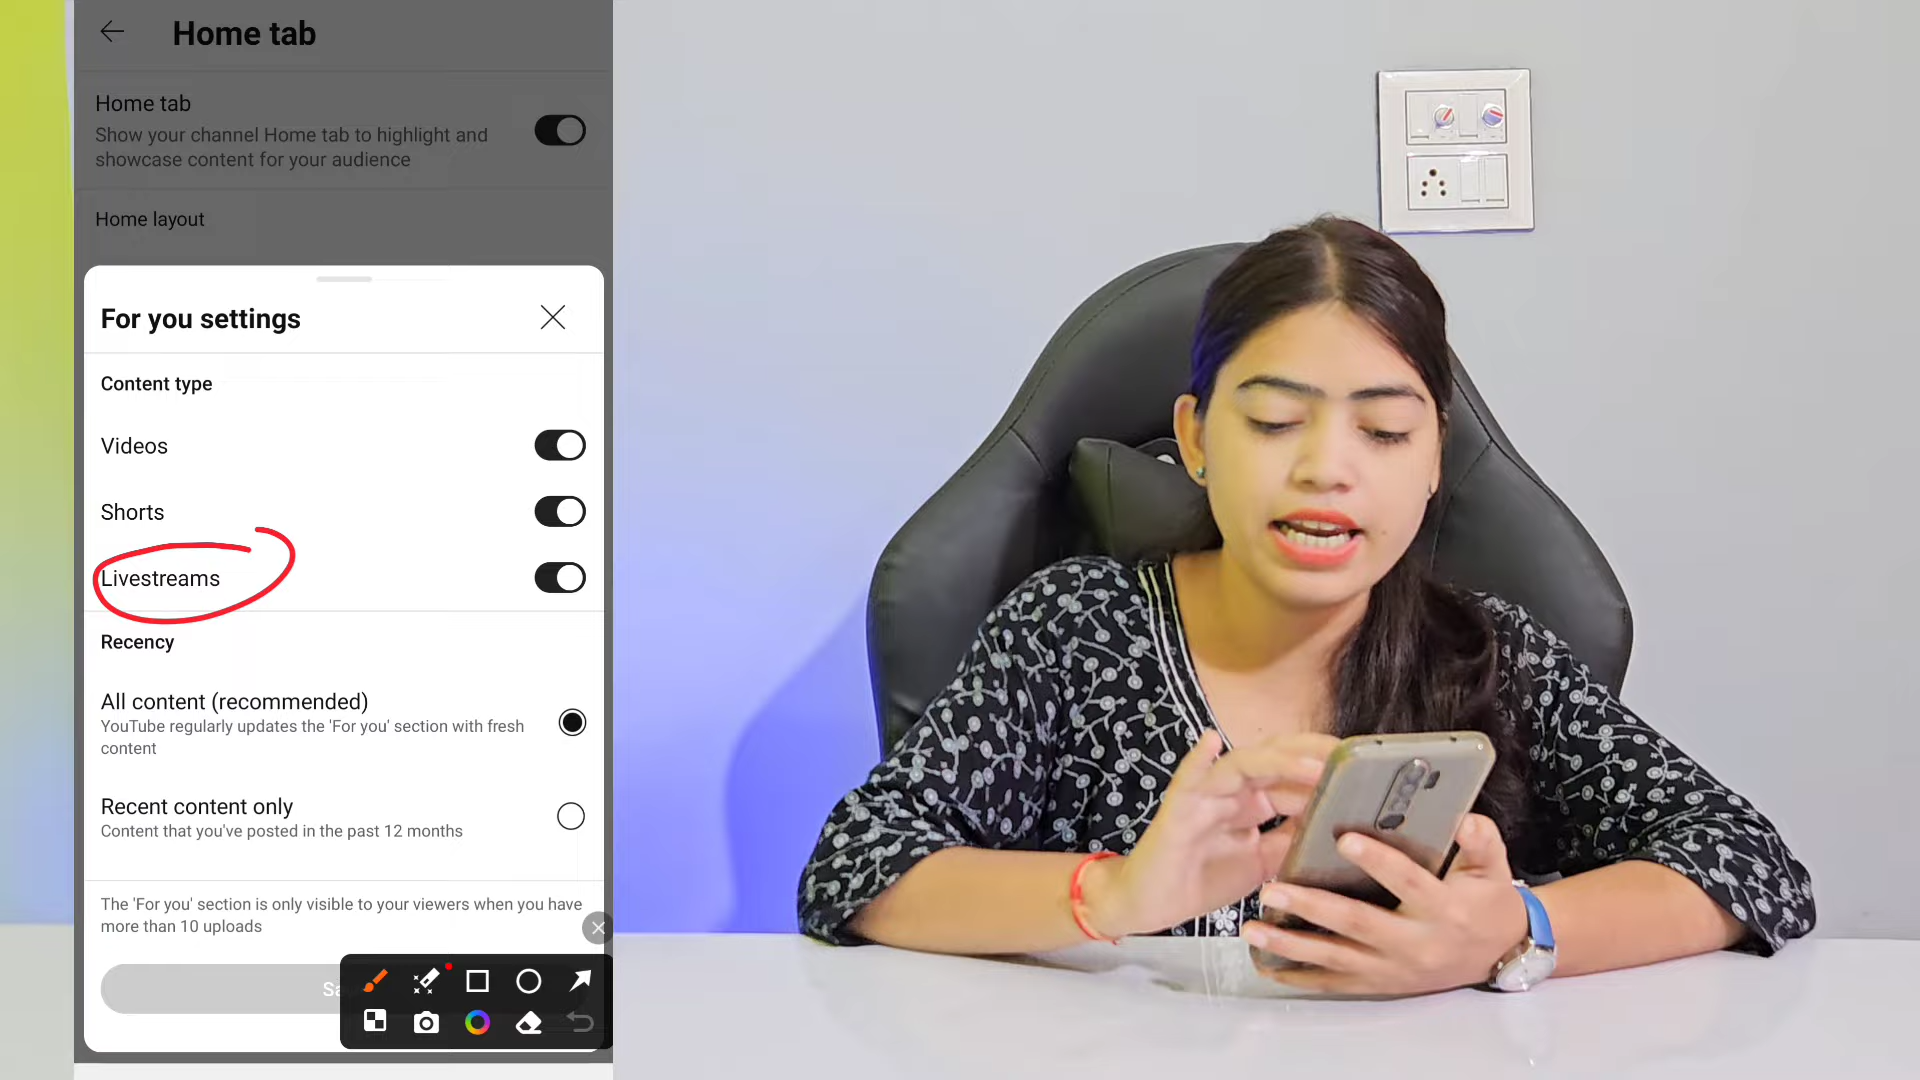 Home tab
Home tab
Show your channel Home tab to highlight and
showcase content for your audience
Home layout
For you settings
Content type
Videos
Shorts
Livestreams
Recency
All content (recommended)
YouTube regularly updates the 'For you' section with fresh
content
Recent content only
Content that you've posted in the past 12 months
The 'For you' section is only visible to your viewers when you have
more than 10 uploads